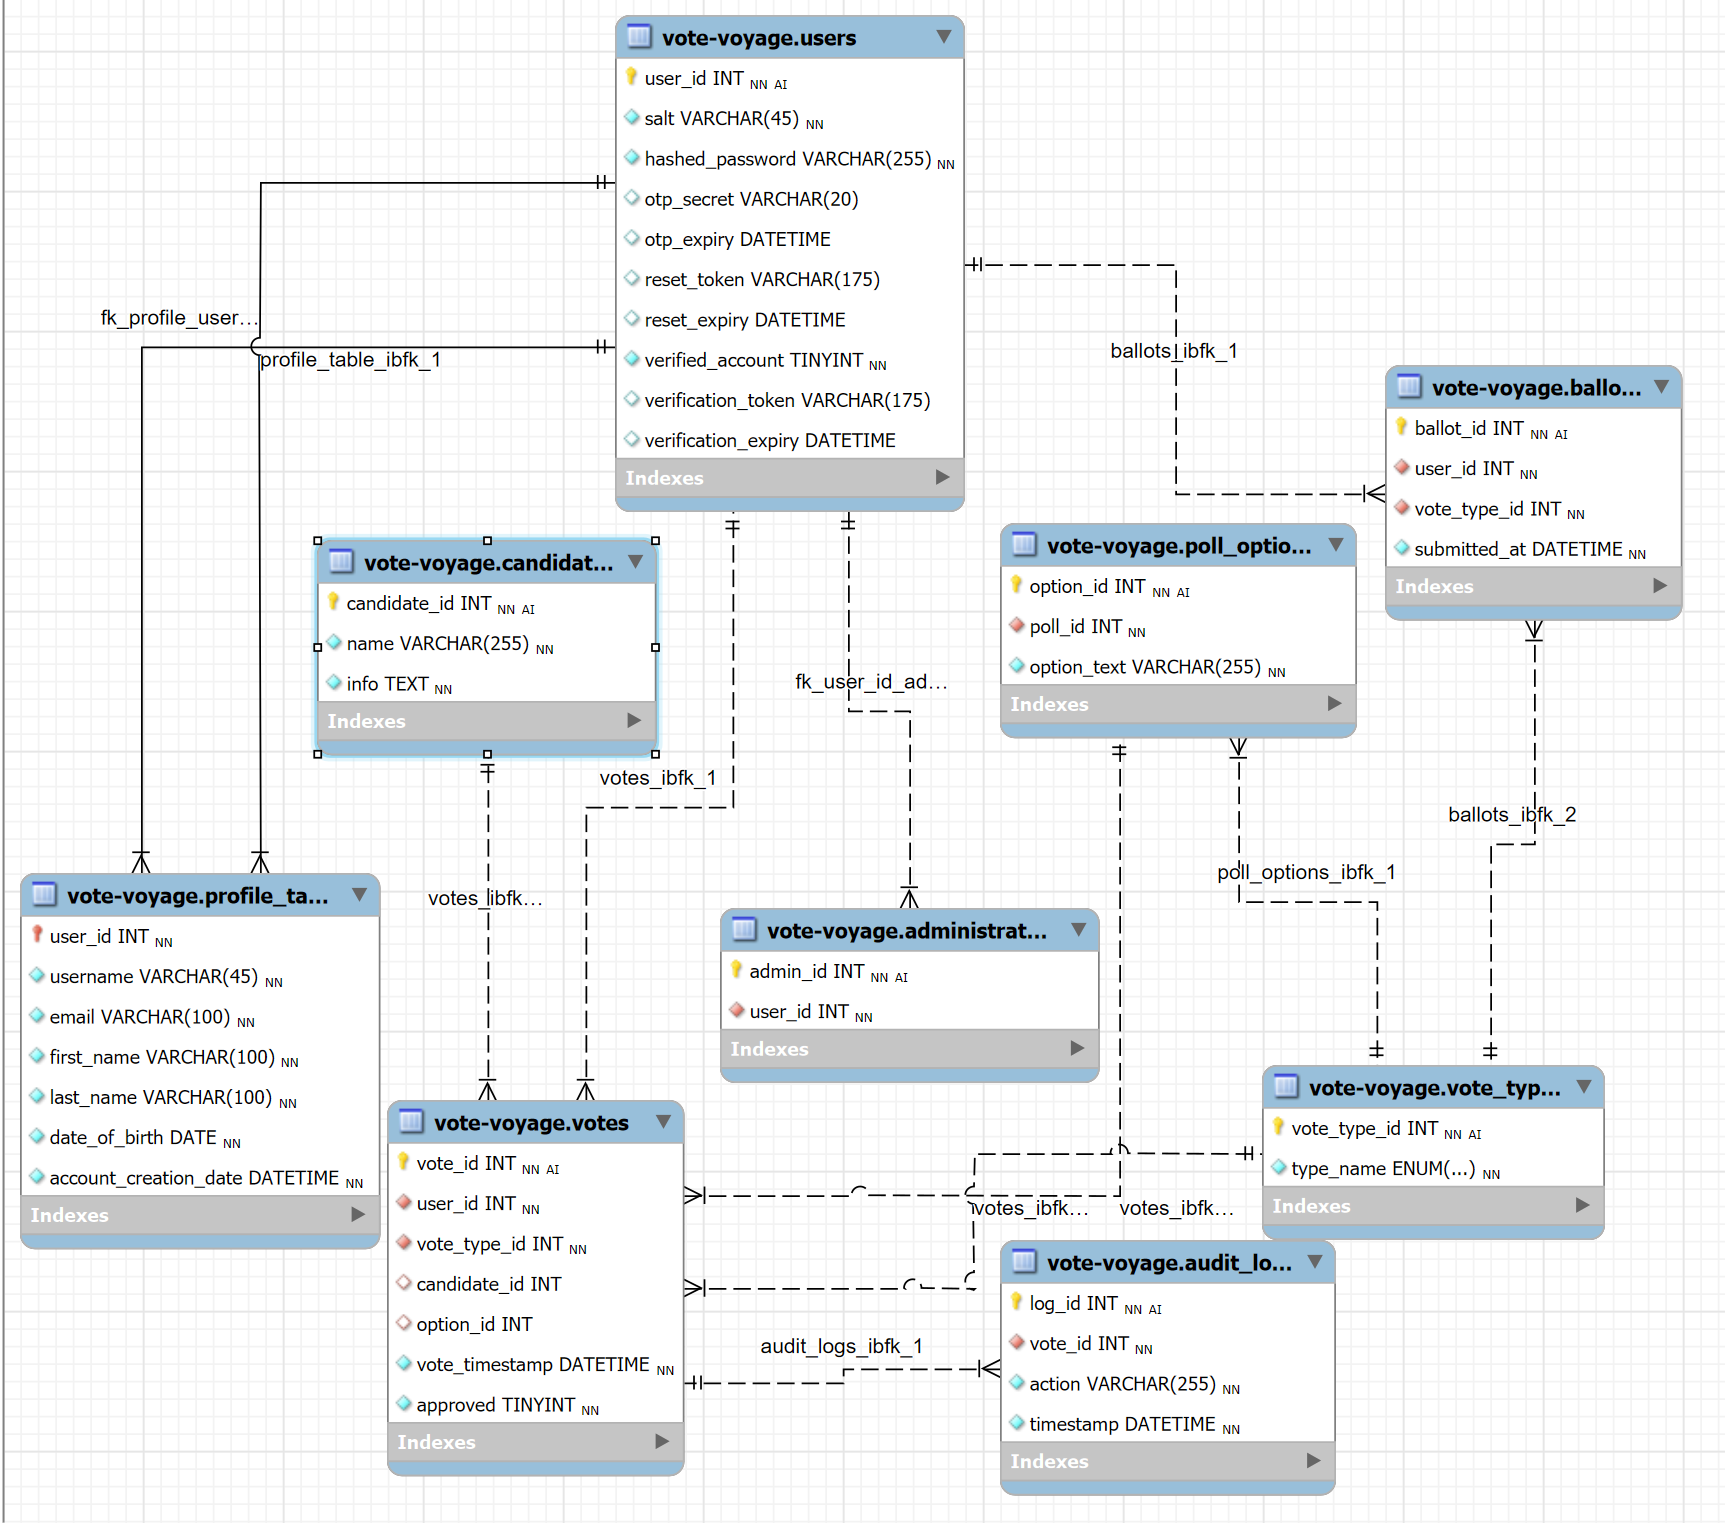 vote-voyage.users
user_id INT NN AI
salt VARCHAR(45) NN
hashed_password VARCHAR(255) NN
otp_secret VARCHAR(20)
otp_expiry DATETIME
reset_token VARCHAR(175)
reset_expiry DATETIME
verified_account TINYINT NN
verification_token VARCHAR(175)
verification_expiry DATETIME
Indexes
fk_profile_user...
profile_table_ibfk_1
ballots_ibfk_1
vote-voyage.ballo...
ballot_id INT NN AI
user_id INT NN
vote_type_id INT NN
submitted_at DATETIME NN
Indexes
vote-voyage.candidat...
candidate_id INT NN AI
name VARCHAR(255) NN
info TEXT NN
Indexes
vote-voyage.poll_optio...
option_id INT NN AI
poll_id INT NN
option_text VARCHAR(255) NN
Indexes
fk_user_id_ad...
votes_ibfk_1
ballots_ibfk_2
poll_options_ibfk_1
votes_ibfk...
vote-voyage.profile_ta...
user_id INT NN
username VARCHAR(45) NN
email VARCHAR(100) NN
first_name VARCHAR(100) NN
last_name VARCHAR(100) NN
date_of_birth DATE NN
account_creation_date DATETIME NN
Indexes
vote-voyage.administrat...
admin_id INT NN AI
user_id INT NN
Indexes
vote-voyage.vote_typ...
vote_type_id INT NN AI
type_name ENUM(...) NN
Indexes
vote-voyage.votes
vote_id INT NN AI
user_id INT NN
vote_type_id INT NN
candidate_id INT
option_id INT
vote_timestamp DATETIME NN
approved TINYINT NN
Indexes
votes_ibfk...
votes_ibfk...
audit_logs_ibfk_1
vote-voyage.audit_lo...
log_id INT NN AI
vote_id INT NN
action VARCHAR(255) NN
timestamp DATETIME NN
Indexes